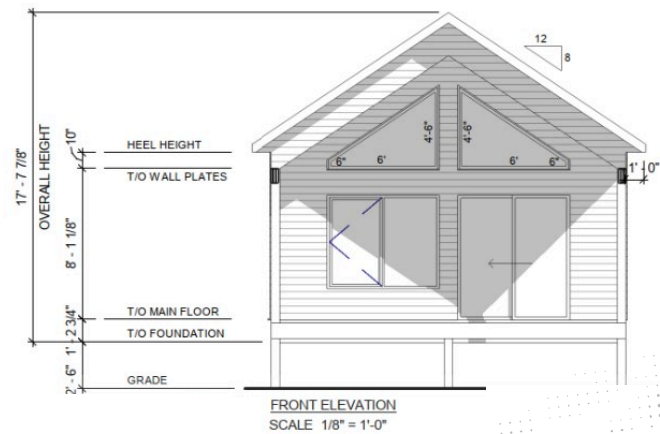 12
8
17' - 7 7/8"
OVERALL HEIGHT
10"
HEEL HEIGHT
T/O WALL PLATES
8' - 1 1/8"
T/O MAIN FLOOR
1' - 2 3/4"
T/O FOUNDATION
2' - 6"
GRADE
4'-6"
4'-6"
6"
6'
6'
6"
1' - 0"
FRONT ELEVATION
SCALE 1/8" = 1'-0"